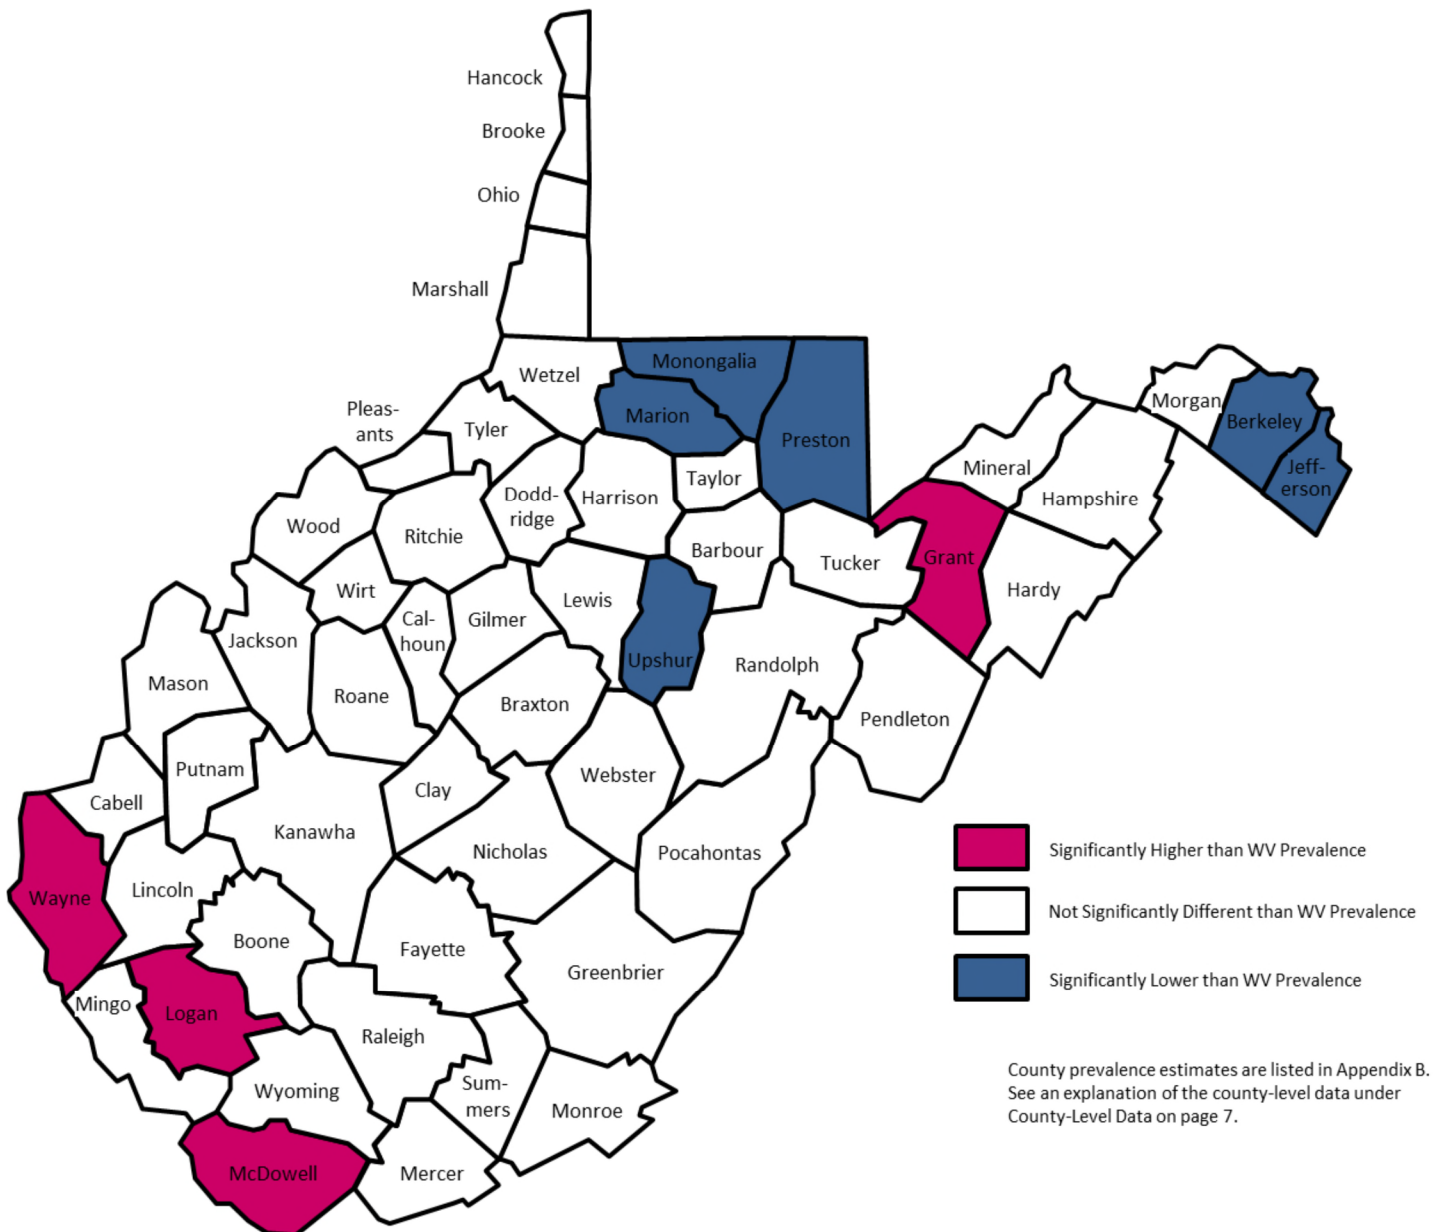 Hancock
Brooke
Ohio
Marshall
Wetzel
Monongalia
Marion
Preston
Pleas-
ants
Tyler
Morgan
Berkeley
Jeff-
erson
Mineral
Hampshire
Wood
Ritchie
Dodd-
ridge
Harrison
Taylor
Barbour
Tucker
Grant
Hardy
Wirt
Cal-
houn
Gilmer
Lewis
Upshur
Randolph
Jackson
Mason
Roane
Braxton
Pendleton
Putnam
Cabell
Clay
Webster
Kanawha
Nicholas
Pocahontas
Wayne
Lincoln
Boone
Fayette
Greenbrier
Mingo
Logan
Raleigh
Wyoming
Sum-
mers
Monroe
McDowell
Mercer
Significantly Higher than WV Prevalence
Not Significantly Different than WV Prevalence
Significantly Lower than WV Prevalence
County prevalence estimates are listed in Appendix B.
See an explanation of the county-level data under
County-Level Data on page 7.